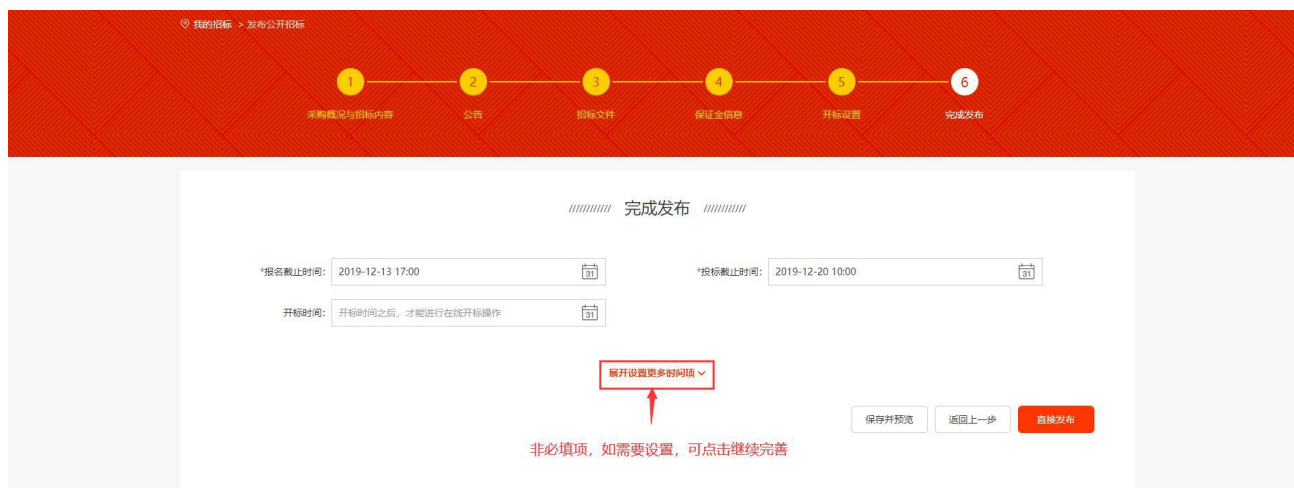 我的招标 > 发布公开招标
1 2 3 4 5 6
采购概况与招标内容 公告 招标文件 保证金信息 开标设置 完成发布
/////////// 完成发布 ///////////
*报名截止时间: 2019-12-13 17:00 31 *投标截止时间: 2019-12-20 10:00 31
开标时间: 开标时间之后，才能进行在线开标操作 31
展开设置更多时间项
保存并预览 返回上一步 直接发布
非必填项，如需要设置，可点击继续完善